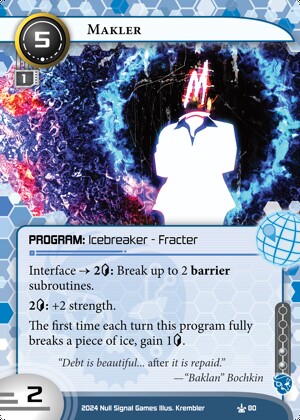 5
Makler
1
M
PROGRAM: Icebreaker - Fracter
Interface → 2: Break up to 2 barrier
subroutines.
2: +2 strength.
The first time each turn this program fully
breaks a piece of ice, gain 1.
“Debt is beautiful... after it is repaid.”
—“Baklan” Bochkin
2
2024 Null Signal Games Illus. Krembler
80